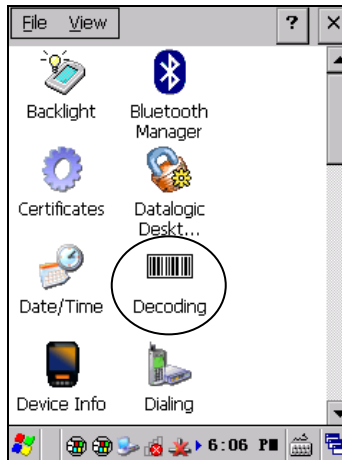 File View ? ×
Backlight Bluetooth
Manager
Certificates Datalogic
Deskt...
Date/Time Decoding
Device Info Dialing
6:06 PM